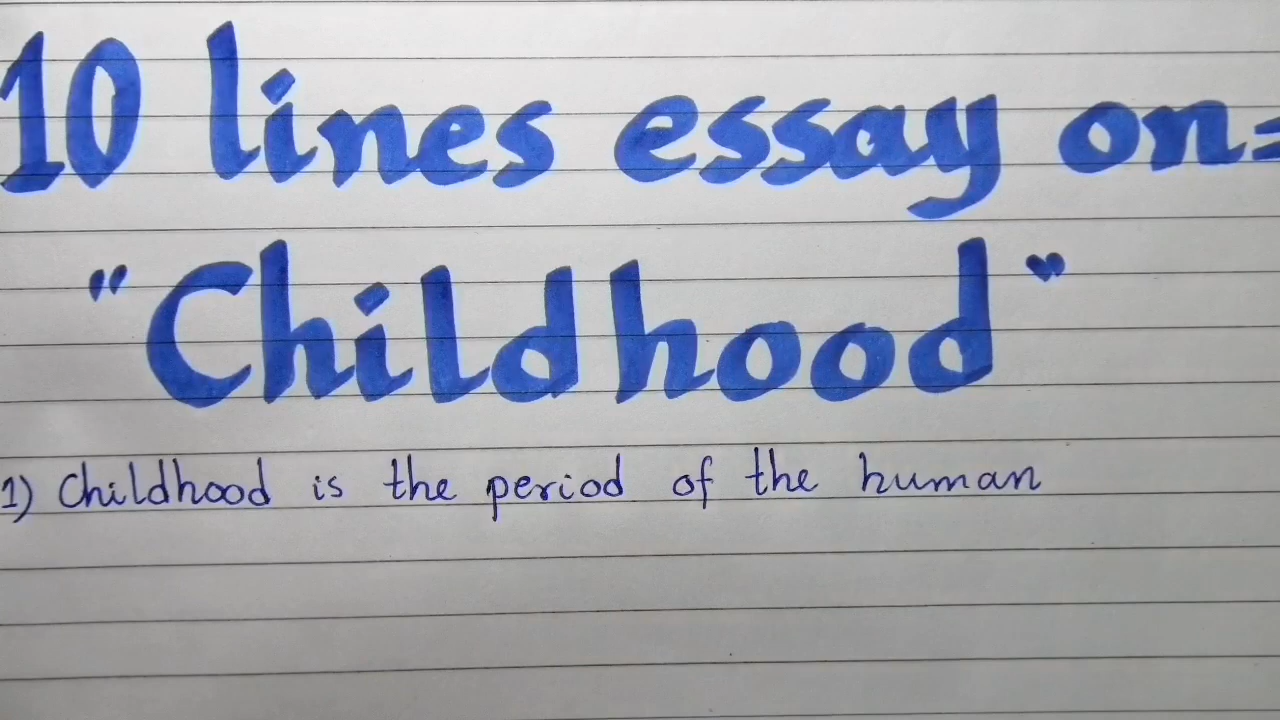 10 lines essay on=
"Childhood"
1) Childhood is the period of the human